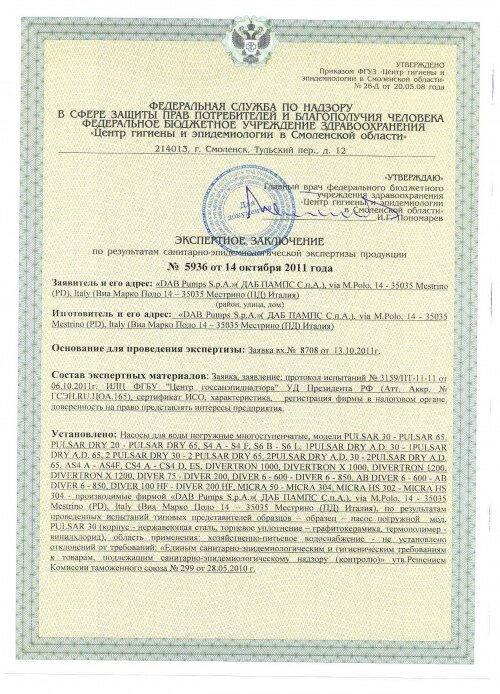 УТВЕРЖДЕНО
Приказом ФГУЗ «Центр гигиены и
эпидемиологии в Смоленской области»
№ 26-Д от 20.03.08 года
ФЕДЕРАЛЬНАЯ СЛУЖБА ПО НАДЗОРУ
В СФЕРЕ ЗАЩИТЫ ПРАВ ПОТРЕБИТЕЛЕЙ И БЛАГОПОЛУЧИЯ ЧЕЛОВЕКА
ФЕДЕРАЛЬНОЕ БЮДЖЕТНОЕ УЧРЕЖДЕНИЕ ЗДРАВООХРАНЕНИЯ
«Центр гигиены и эпидемиологии в Смоленской области»
214013, г. Смоленск, Тульский пер., д. 12
«УТВЕРЖДАЮ»
Главный врач федерального бюджетного
учреждения здравоохранения
«Центр гигиены и эпидемиологии
в Смоленской области»
И.Г. Пономарев
Для
документов
ЭКСПЕРТНОЕ ЗАКЛЮЧЕНИЕ
по результатам санитарно-эпидемиологической экспертизы продукции
№ 5936 от 14 октября 2011 года
Заявитель и его адрес: «DAB Pumps S.p.A.»( ДАБ ПАМПС С.п.А.), via M.Polo, 14 - 35035 Mestrino
(PD), Italy (Виа Марко Поло 14 – 35035 Местрино (ПД) Италия)
(район, улица, дом)
Изготовитель и его адрес: «DAB Pumps S.p.A.»( ДАБ ПАМПС С.п.А.), via M.Polo, 14 - 35035
Mestrino (PD), Italy (Виа Марко Поло 14 – 35035 Местрино (ПД) Италия)
Основание для проведения экспертизы: Заявка вх.№ 8708 от 13.10.2011г.
Состав экспертных материалов: Заявка, заявление; протокол испытаний № 3159/ПТ-11-11 от
06.10.2011г. ИЛЦ ФГБУ "Центр госсанэпиднадзора" УД Президента РФ (Атт. Аккр. №
ГСЭН.RU.ЦОА.165), сертификат ИСО, характеристика, регистрация фирмы в налоговом органе,
доверенность на право представлять интересы предприятия.
Установлено: Насосы для воды погружные многоступенчатые, модели PULSAR 30 - PULSAR 65,
PULSAR DRY 20 - PULSAR DRY 65, S4 A - S4 F, S6 B - S6 L, 1PULSAR DRY A.D. 30 - 1PULSAR
DRY A.D. 65, 2 PULSAR DRY 30 - 2 PULSAR 65, 2PULSAR DRY A.D. 30 - 2PULSAR DRY A.D.
65, AS4 A - AS4F, CS4 A - CS4 D, ES, DIVERTRON 1000, DIVERTRON X 1000, DIVERTRON 1200,
DIVERTRON X 1200, DIVER 75 - DIVER 200, DIVER 6 - 600 - DIVER 6 - 850, AB DIVER 6 - 600 - AB
DIVER 6 - 850, DIVER 100 HF - DIVER 200 HF, MICRA 50 - MICRA 304, MICRA HS 302 - MICRA HS
304 - производимые фирмой «DAB Pumps S.p.A.»( ДАБ ПАМПС С.п.А.), via M.Polo, 14 - 35035
Mestrino (PD), Italy (Виа Марко Поло 14 – 35035 Местрино (ПД) Италия), по результатам
проведенных испытаний типовых представителей образцов – образец – насос погружной мод.
PULSAR 30 (корпус - нержавеющая сталь, торцевое уплотнение – графитокерамика, термополимер -
винилхлорид), область применения: хозяйственно-питьевое водоснабжение - не установлено
отклонений от требований: «Единым санитарно-эпидемиологическим и гигиеническим требованиям
к товарам, подлежащим санитарно-эпидемиологическому надзору (контролю)» утв.Решением
Комиссии таможенного союза № 299 от 28.05.2010 г.